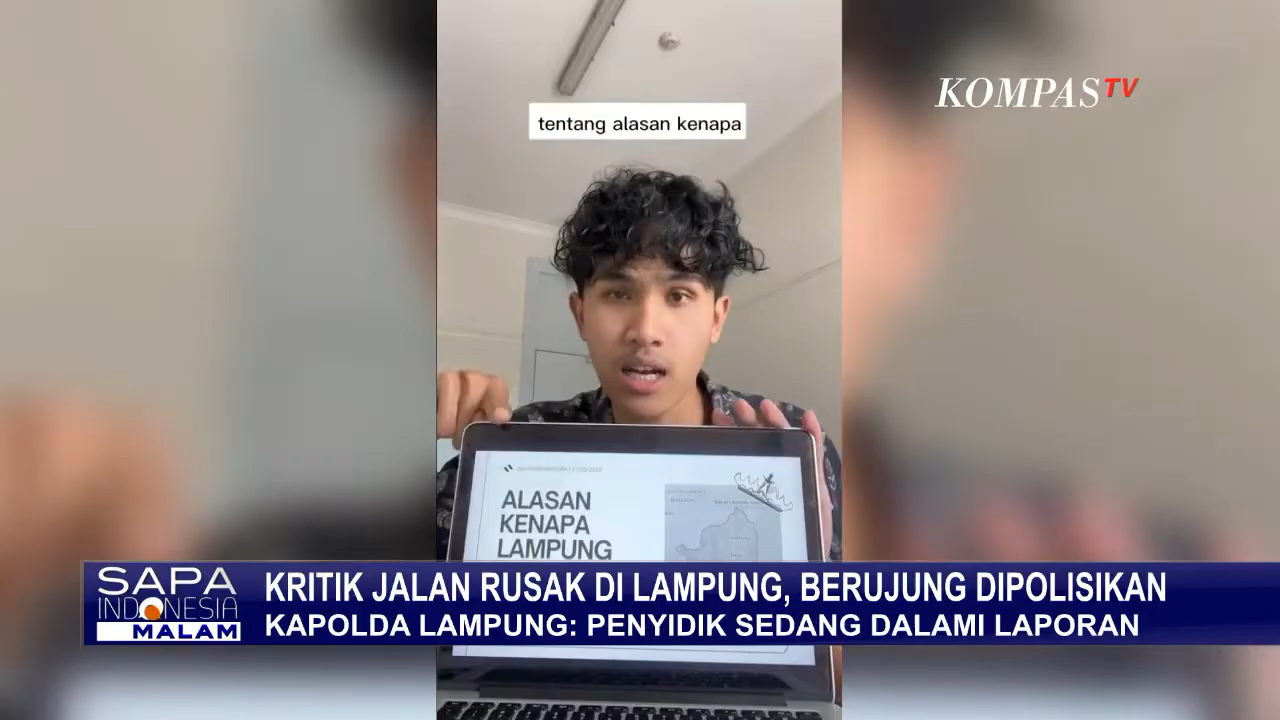 KOMPASTV
tentang alasan kenapa
ALASAN
KENAPA
LAMPUNG
SAPA
INDONESIA
MALAM
KRITIK JALAN RUSAK DI LAMPUNG, BERUJUNG DIPOLISIKAN
KAPOLDA LAMPUNG: PENYIDIK SEDANG DALAMI LAPORAN